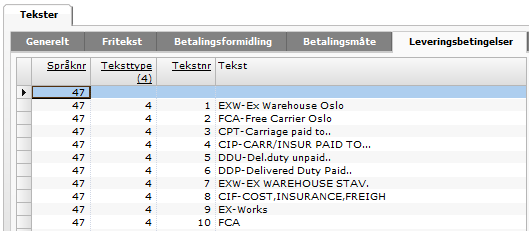 Tekster
Generelt Fritekst Betalingsformidling Betalingsmåte Leveringsbetingelser
Språknr Teksttype (4) Tekstnr Tekst
47
47 4 1 EXW-Ex Warehouse Oslo
47 4 2 FCA-Free Carrier Oslo
47 4 3 CPT-Carriage paid to..
47 4 4 CIP-CARR/INSUR PAID TO...
47 4 5 DDU-Del.duty unpaid..
47 4 6 DDP-Delivered Duty Paid..
47 4 7 EXW-EX WAREHOUSE STAV.
47 4 8 CIF-COST,INSURANCE,FREIGH
47 4 9 EX-Works
47 4 10 FCA